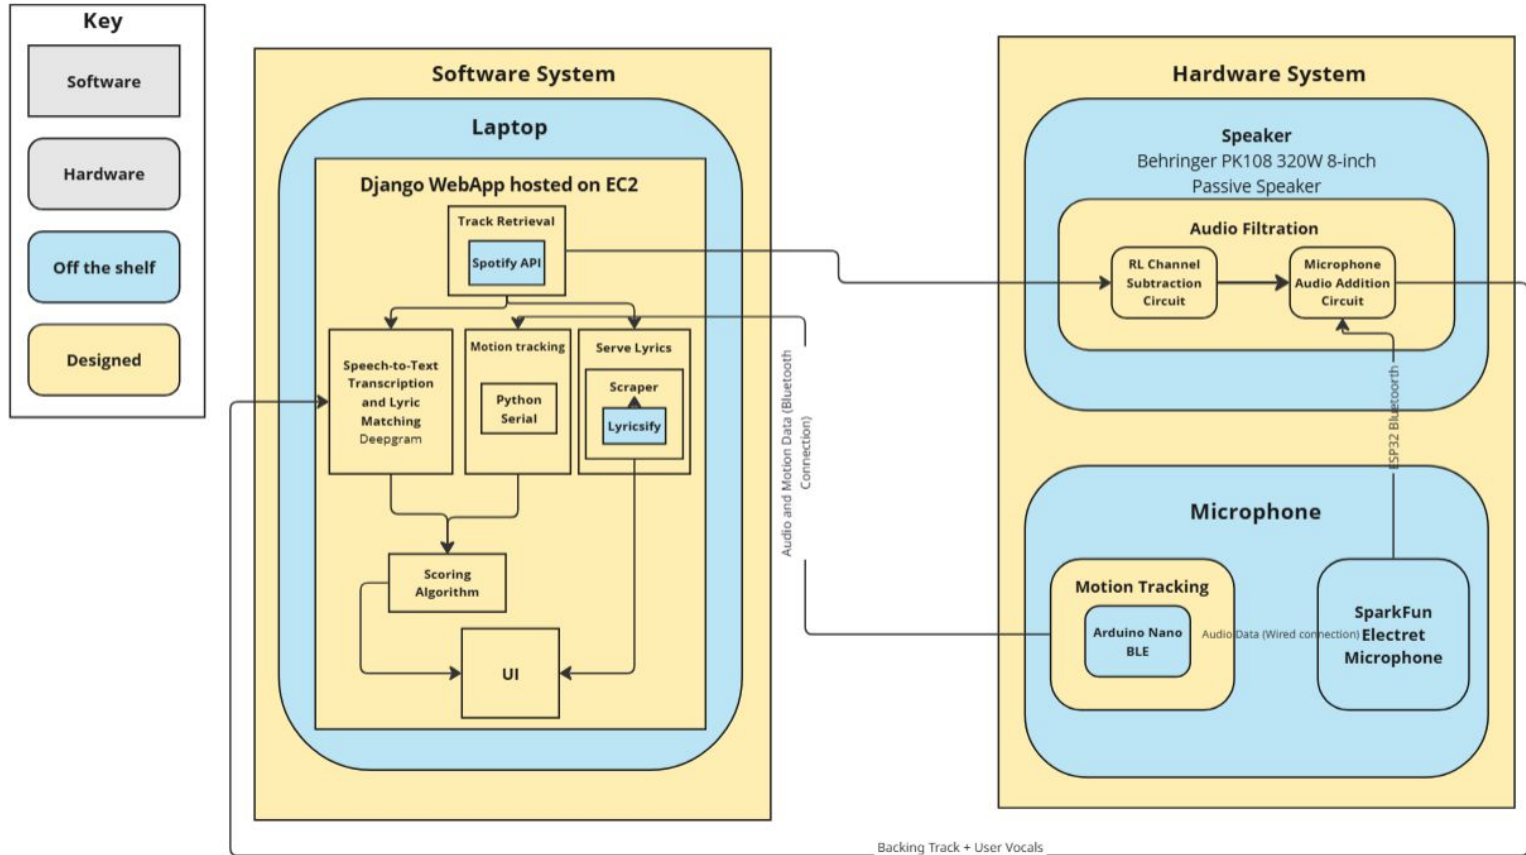 Key
Software
Hardware
Off the shelf
Designed
Software System
Laptop
Django WebApp hosted on EC2
Track Retrieval
Spotify API
Speech-to-Text
Transcription
and Lyric
Matching
Deepgram
Motion tracking
Python
Serial
Serve Lyrics
Scraper
Lyricsify
Scoring
Algorithm
UI
Audio and Motion Data (Bluetooth
Connection)
Hardware System
Speaker
Behringer PK108 320W 8-inch
Passive Speaker
Audio Filtration
RL Channel
Subtraction
Circuit
Microphone
Audio Addition
Circuit
ESP32 Bluetoorth
Microphone
Motion Tracking
Arduino Nano
BLE
Audio Data (Wired connection)
SparkFun
Electret
Microphone
Backing Track + User Vocals